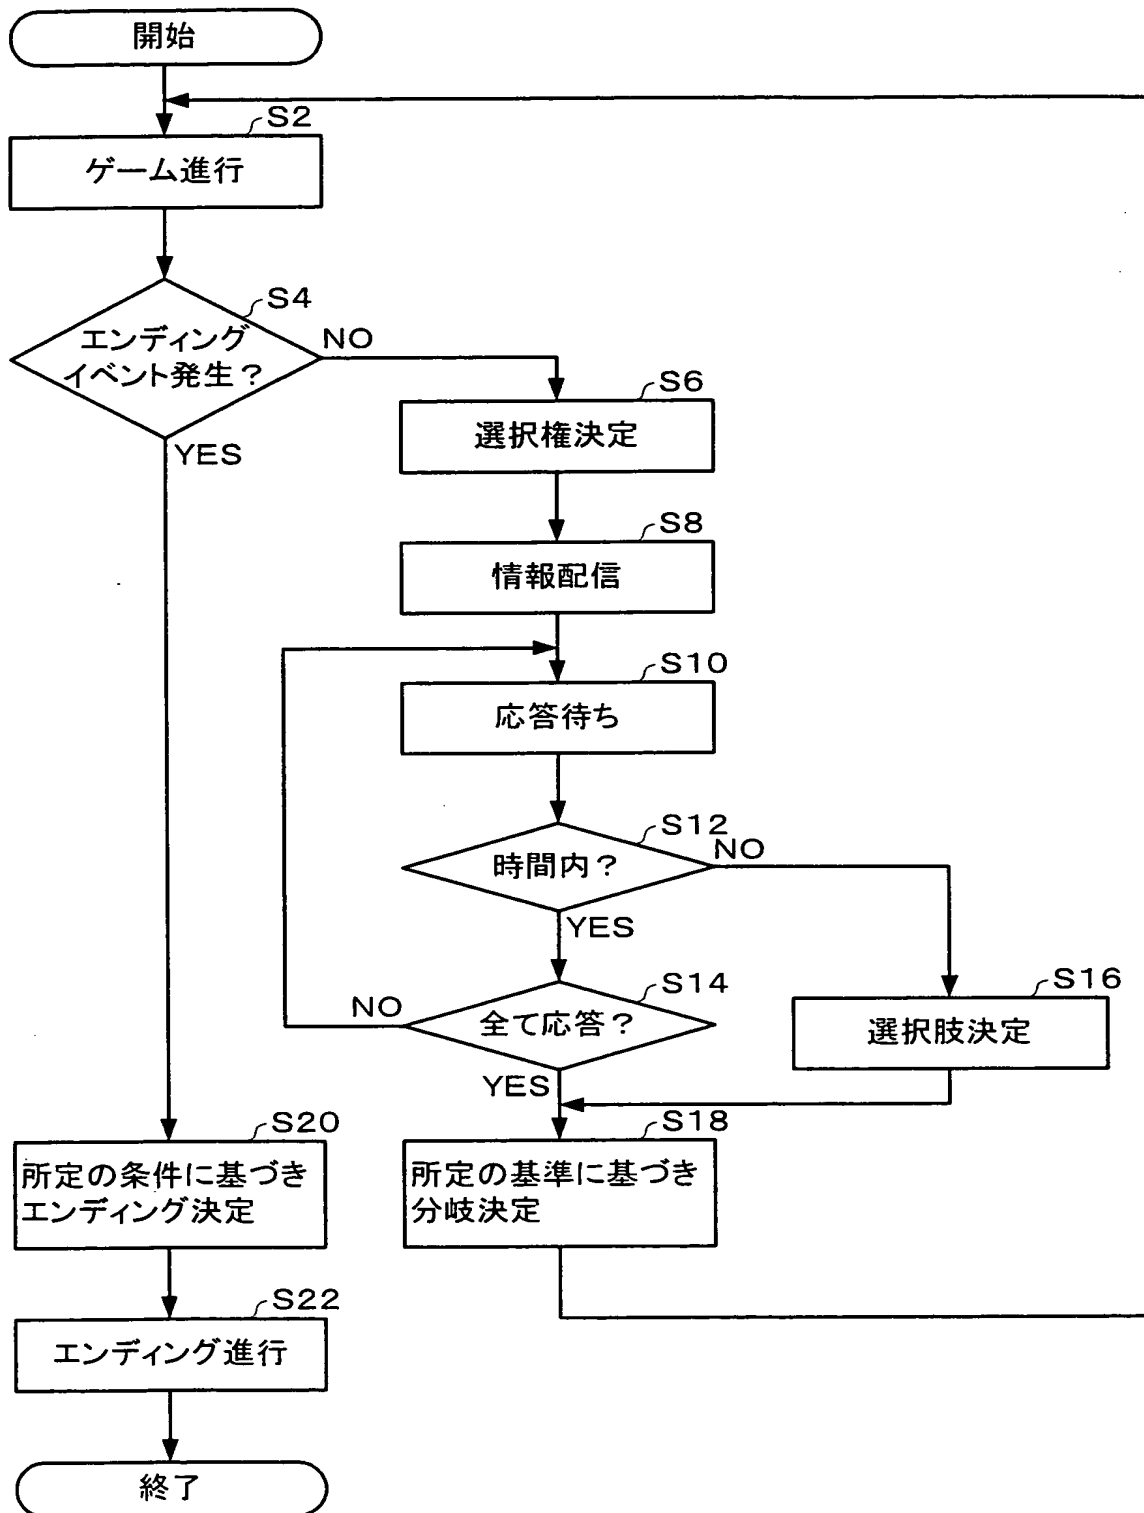 開始
S2
ゲーム進行
S4
エンディング
イベント発生?
NO
YES
S6
選択権決定
S8
情報配信
S10
応答待ち
S12
時間内?
NO
YES
S14
全て応答?
NO
YES
S16
選択肢決定
S18
所定の基準に基づき
分岐決定
S20
所定の条件に基づき
エンディング決定
S22
エンディング進行
終了